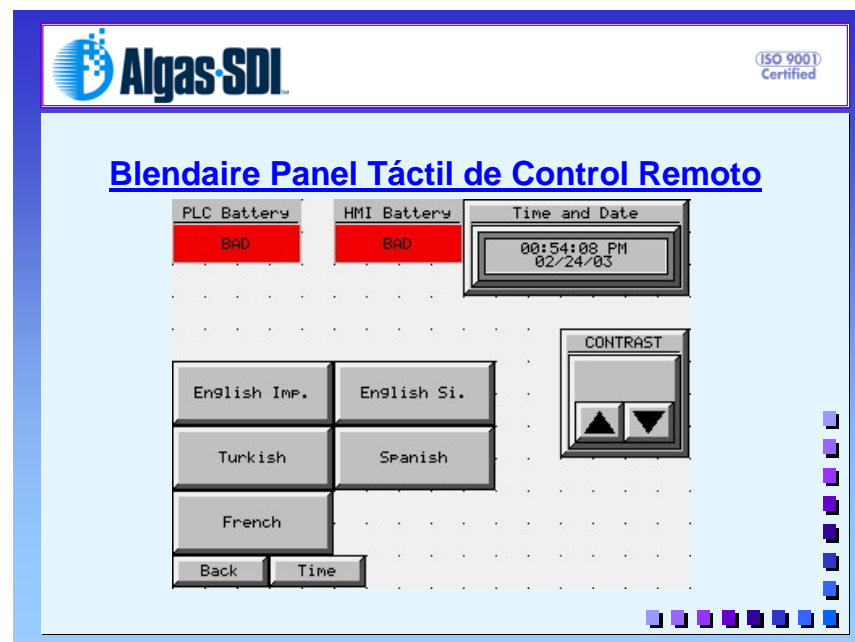 Algas·SDI
ISO 9001
Certified
Blendaire Panel Táctil de Control Remoto
PLC Battery
HMI Battery
Time and Date
BAD
BAD
00:54:08 PM
02/24/03
CONTRAST
English Imp.
English Si.
Turkish
Spanish
French
Back
Time